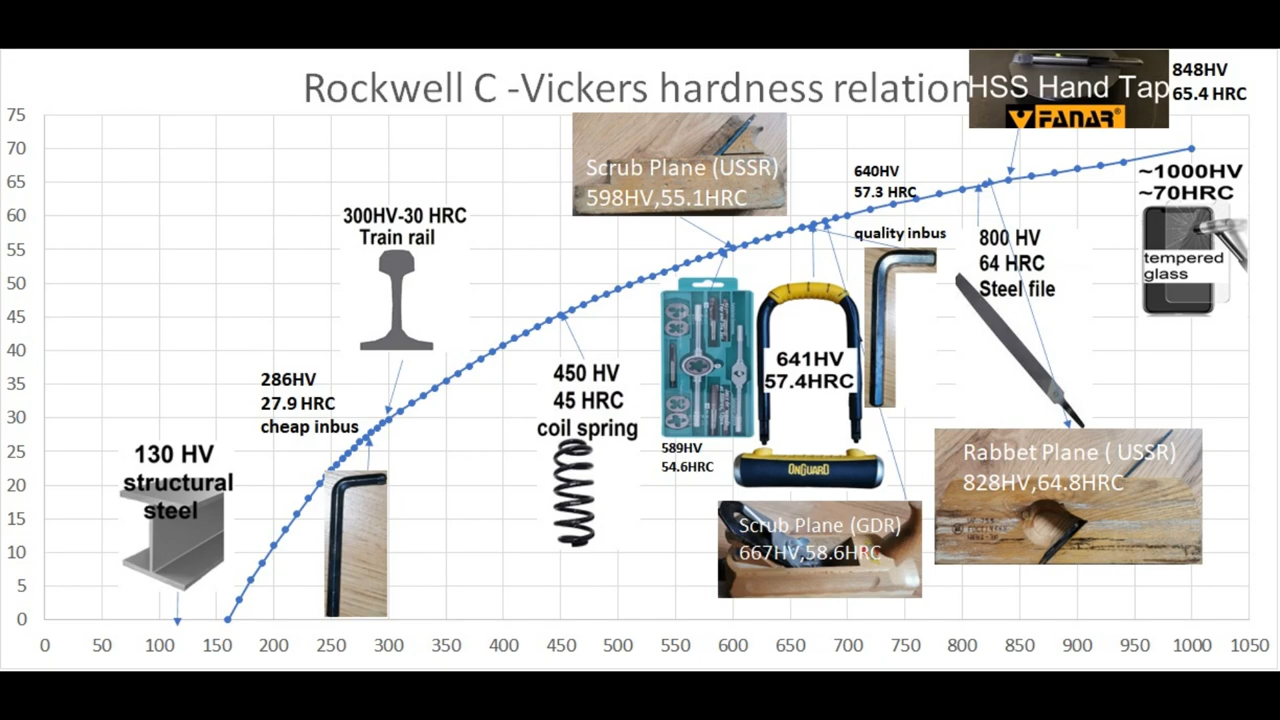 Rockwell C -Vickers hardness relation
HSS Hand Tap
FANAR®
848HV
65.4 HRC
75
70
65
60
55
50
45
40
35
30
25
20
15
10
5
0
0 50 100 150 200 250 300 350 400 450 500 550 600 650 700 750 800 850 900 950 1000 1050
Scrub Plane (USSR)
598HV,55.1HRC
640HV
57.3 HRC
quality inbus
~1000HV
~70HRC
tempered
glass
300HV-30 HRC
Train rail
800 HV
64 HRC
Steel file
286HV
27.9 HRC
cheap inbus
450 HV
45 HRC
coil spring
641HV
57.4HRC
ONGUARD
589HV
54.6HRC
130 HV
structural
steel
Scrub Plane (GDR)
667HV,58.6HRC
Rabbet Plane ( USSR)
828HV,64.8HRC